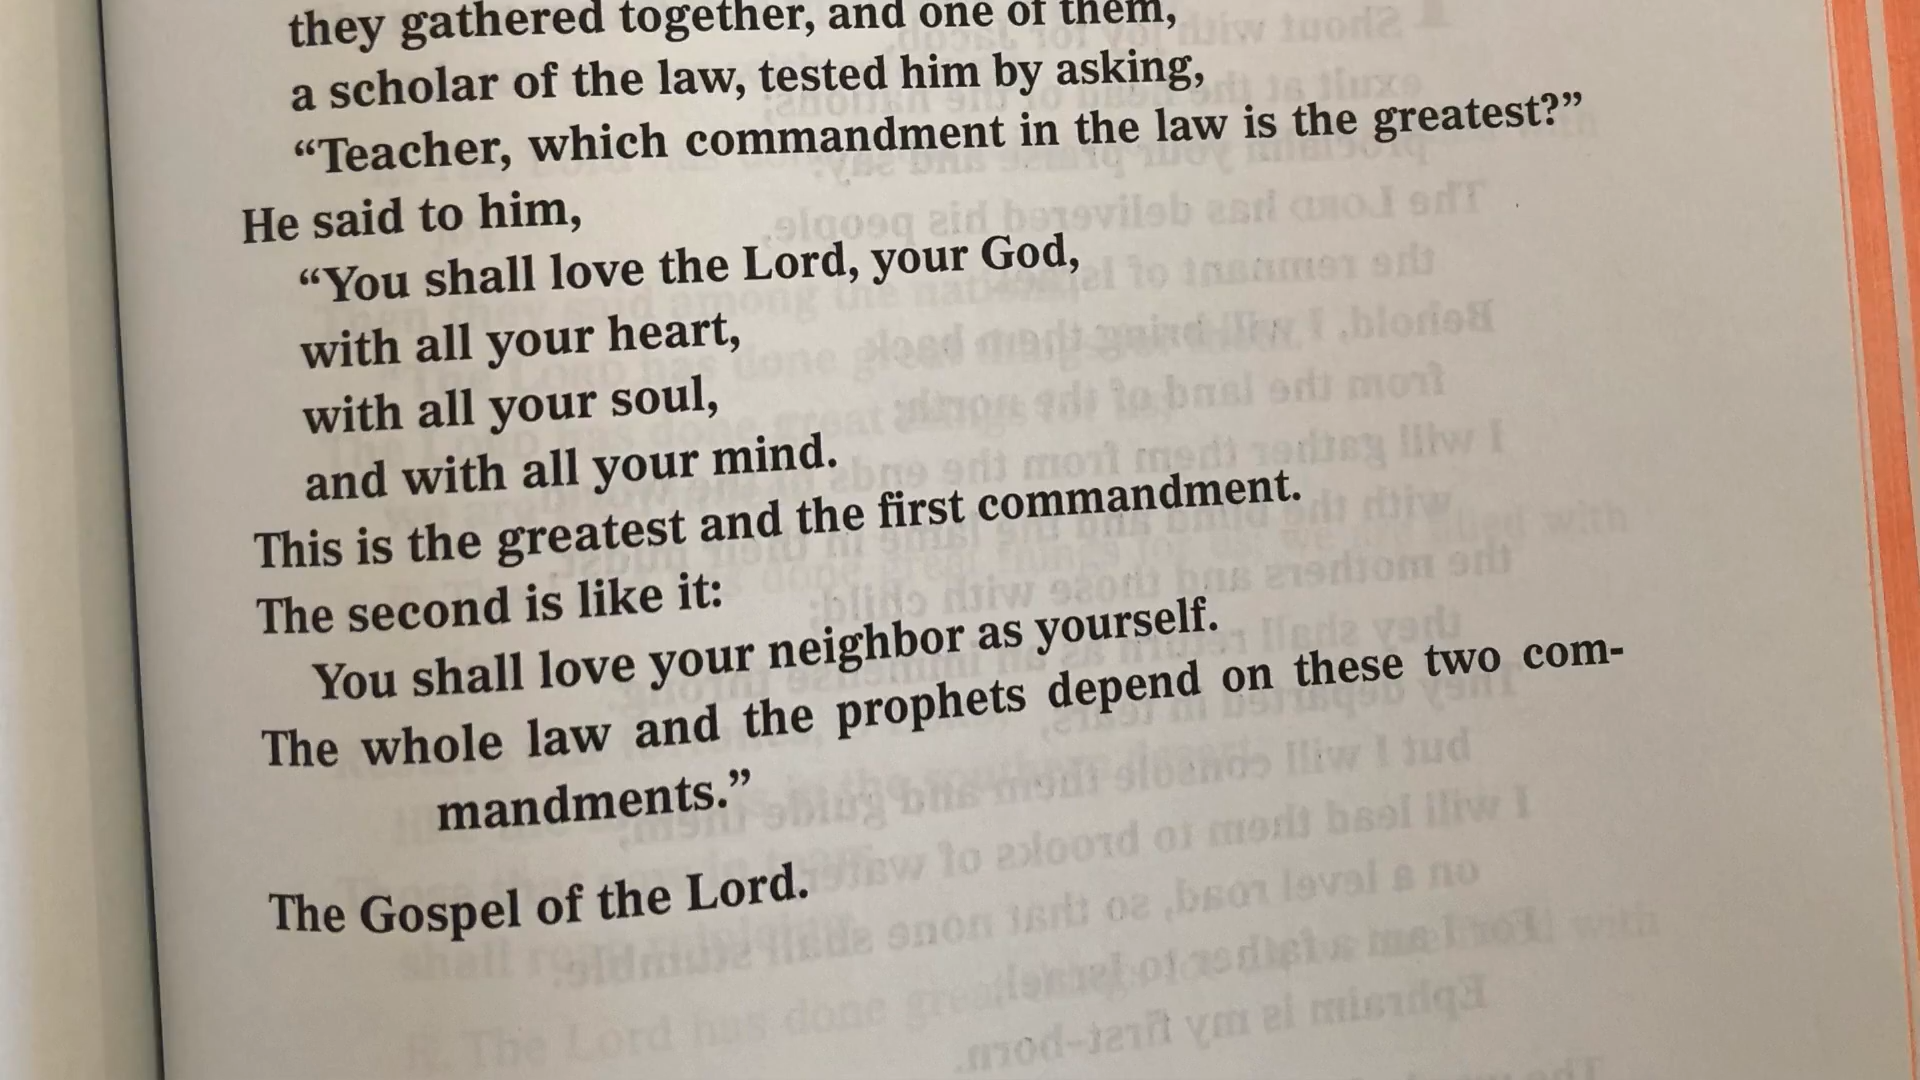 they gathered together, and one of them,
a scholar of the law, tested him by asking,
“Teacher, which commandment in the law is the greatest?”
He said to him,
“You shall love the Lord, your God,
with all your heart,
with all your soul,
and with all your mind.
This is the greatest and the first commandment.
The second is like it:
You shall love your neighbor as yourself.
The whole law and the prophets depend on these two com-
mandments.”
The Gospel of the Lord.